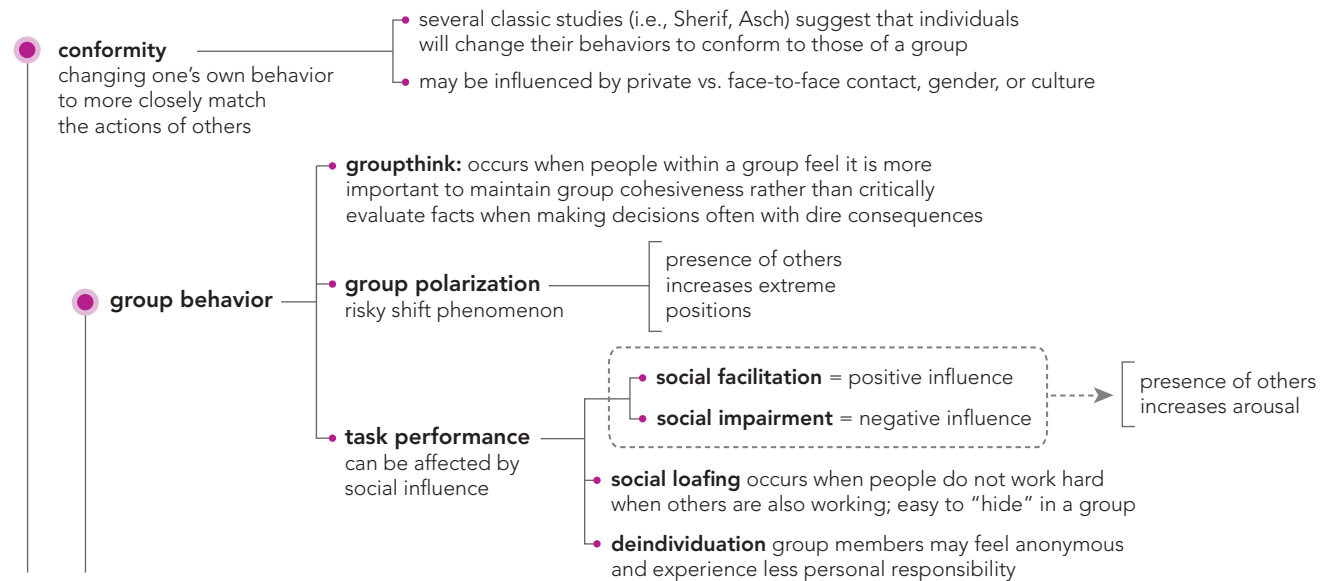 conformity
changing one's own behavior
to more closely match
the actions of others
several classic studies (i.e., Sherif, Asch) suggest that individuals
will change their behaviors to conform to those of a group
may be influenced by private vs. face-to-face contact, gender, or culture
group behavior
groupthink: occurs when people within a group feel it is more
important to maintain group cohesiveness rather than critically
evaluate facts when making decisions often with dire consequences
group polarization
risky shift phenomenon
presence of others
increases extreme
positions
task performance
can be affected by
social influence
social facilitation = positive influence
social impairment = negative influence
presence of others
increases arousal
social loafing occurs when people do not work hard
when others are also working; easy to “hide” in a group
deindividuation group members may feel anonymous
and experience less personal responsibility